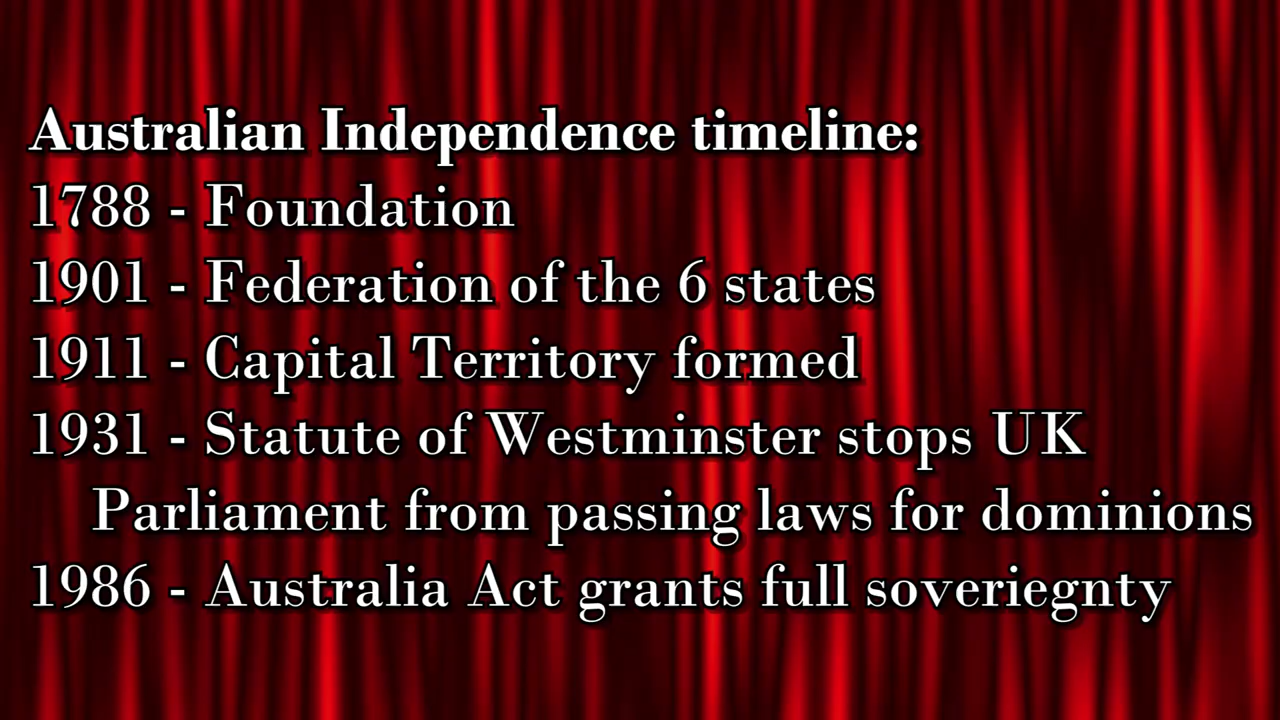 Australian Independence timeline:
1788 - Foundation
1901 - Federation of the 6 states
1911 - Capital Territory formed
1931 - Statute of Westminster stops UK
Parliament from passing laws for dominions
1986 - Australia Act grants full soveriegnty